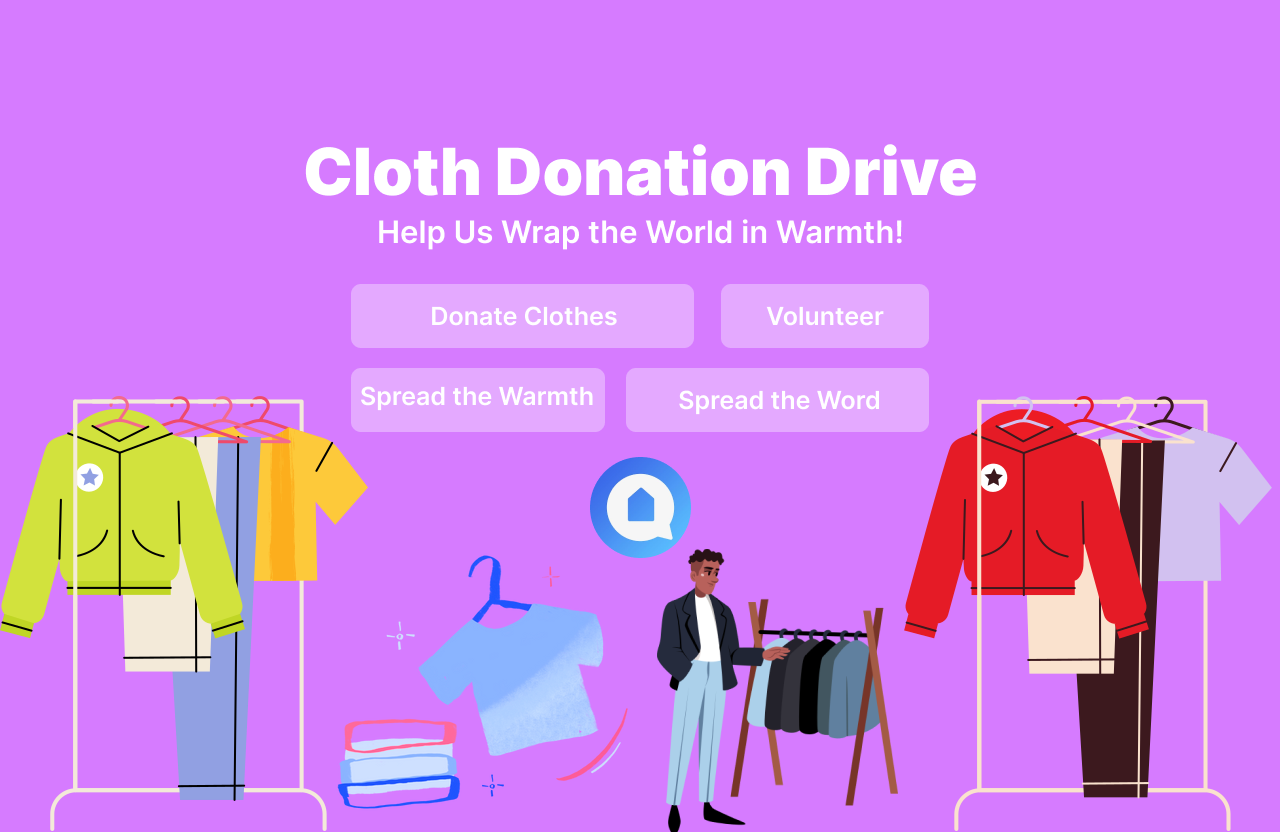 Cloth Donation Drive
Help Us Wrap the World in Warmth!
Donate Clothes
Volunteer
Spread the Warmth
Spread the Word